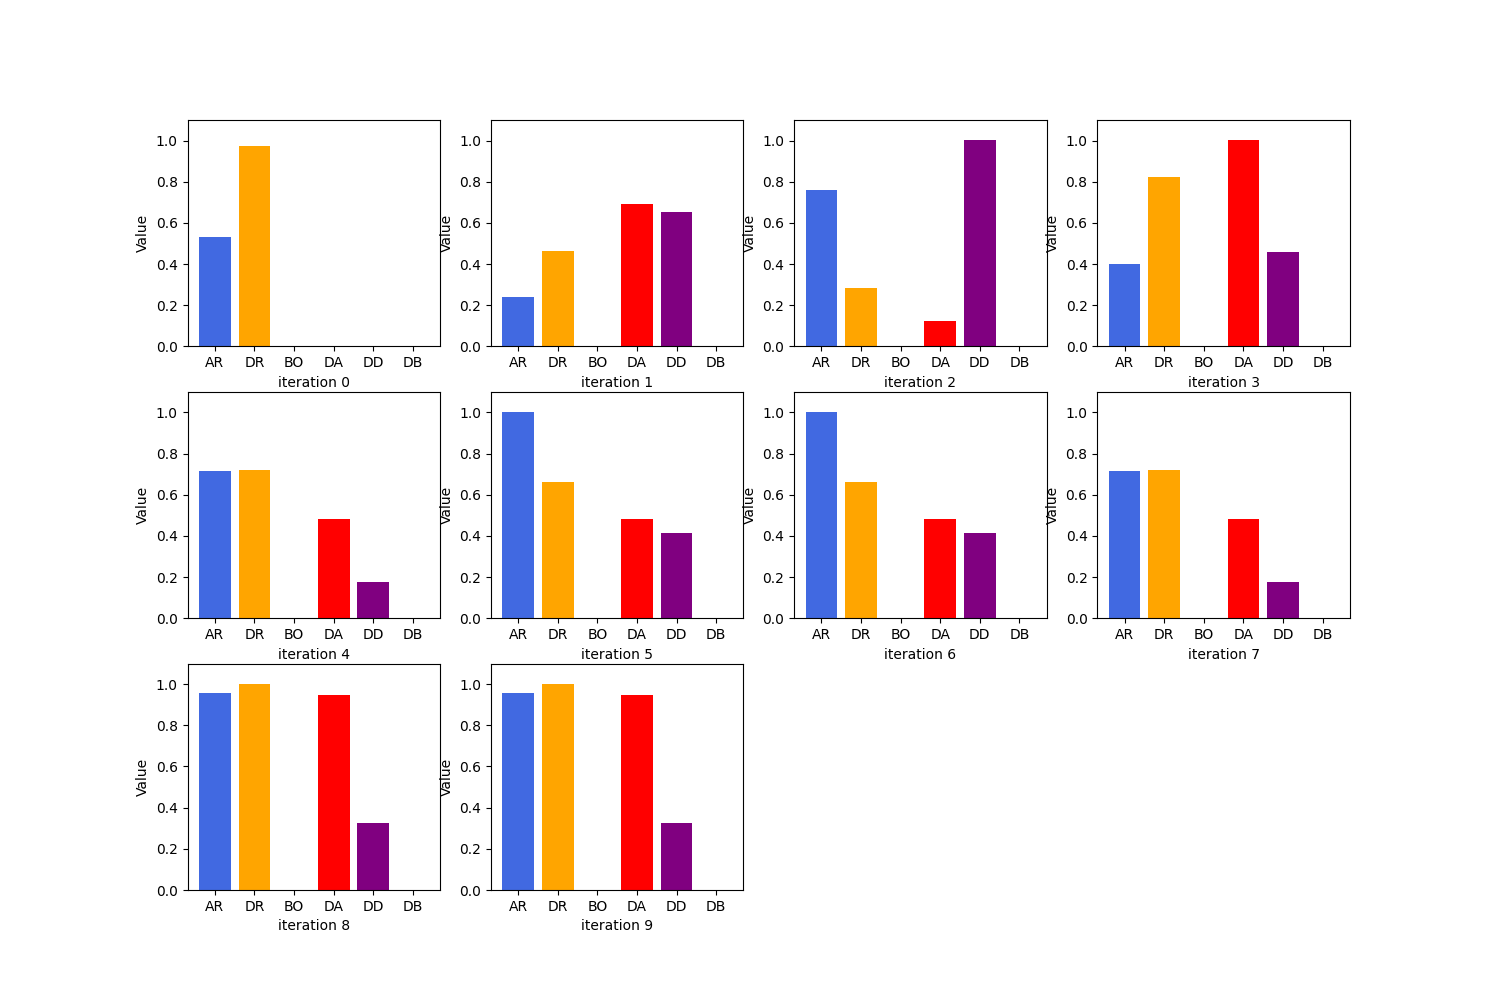 1.0 1.0 1.0 1.0
0.8 0.8 0.8 0.8
0.6 0.6 0.6 0.6
Value Value Value Value
0.4 0.4 0.4 0.4
0.2 0.2 0.2 0.2
0.0 0.0 0.0 0.0
AR DR BO DA DD DB AR DR BO DA DD DB AR DR BO DA DD DB AR DR BO DA DD DB
iteration 0 iteration 1 iteration 2 iteration 3
1.0 1.0 1.0 1.0
0.8 0.8 0.8 0.8
0.6 0.6 0.6 0.6
Value Value Value Value
0.4 0.4 0.4 0.4
0.2 0.2 0.2 0.2
0.0 0.0 0.0 0.0
AR DR BO DA DD DB AR DR BO DA DD DB AR DR BO DA DD DB AR DR BO DA DD DB
iteration 4 iteration 5 iteration 6 iteration 7
1.0 1.0
0.8 0.8
0.6 0.6
Value Value
0.4 0.4
0.2 0.2
0.0 0.0
AR DR BO DA DD DB AR DR BO DA DD DB
iteration 8 iteration 9